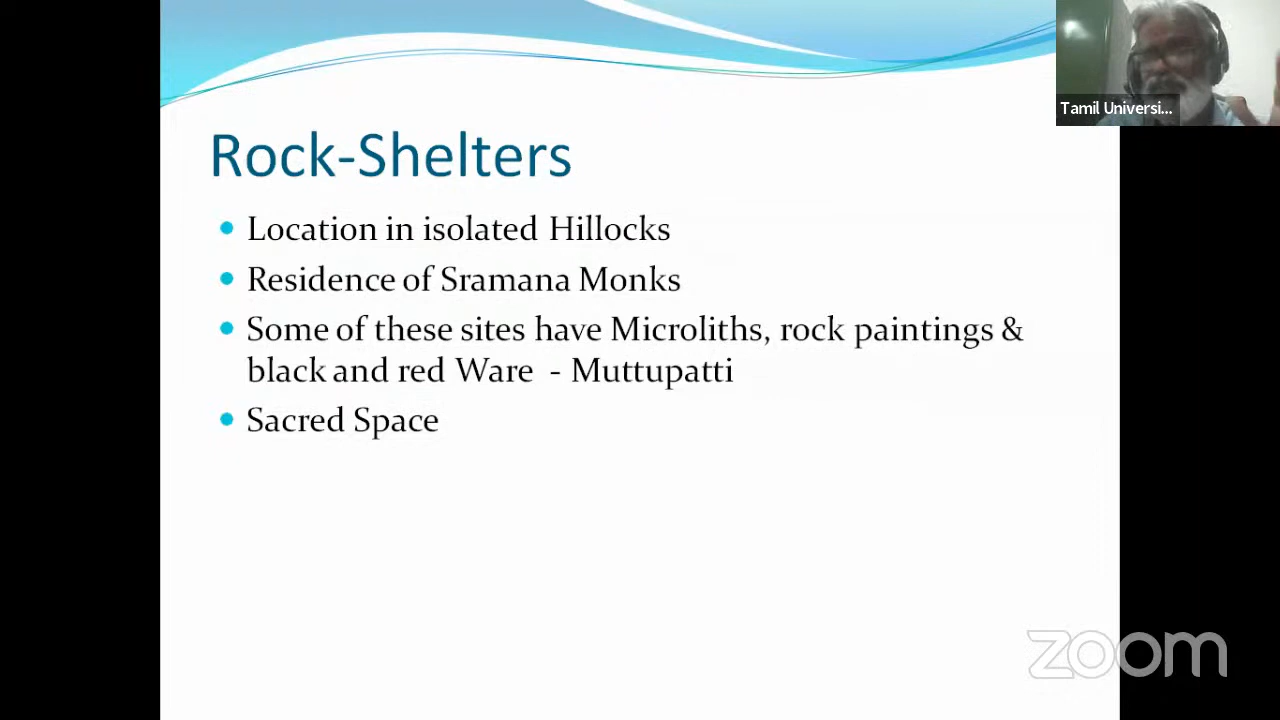 Tamil Universi...
Rock-Shelters
Location in isolated Hillocks
Residence of Sramana Monks
Some of these sites have Microliths, rock paintings &
black and red Ware - Muttupatti
Sacred Space
zoom